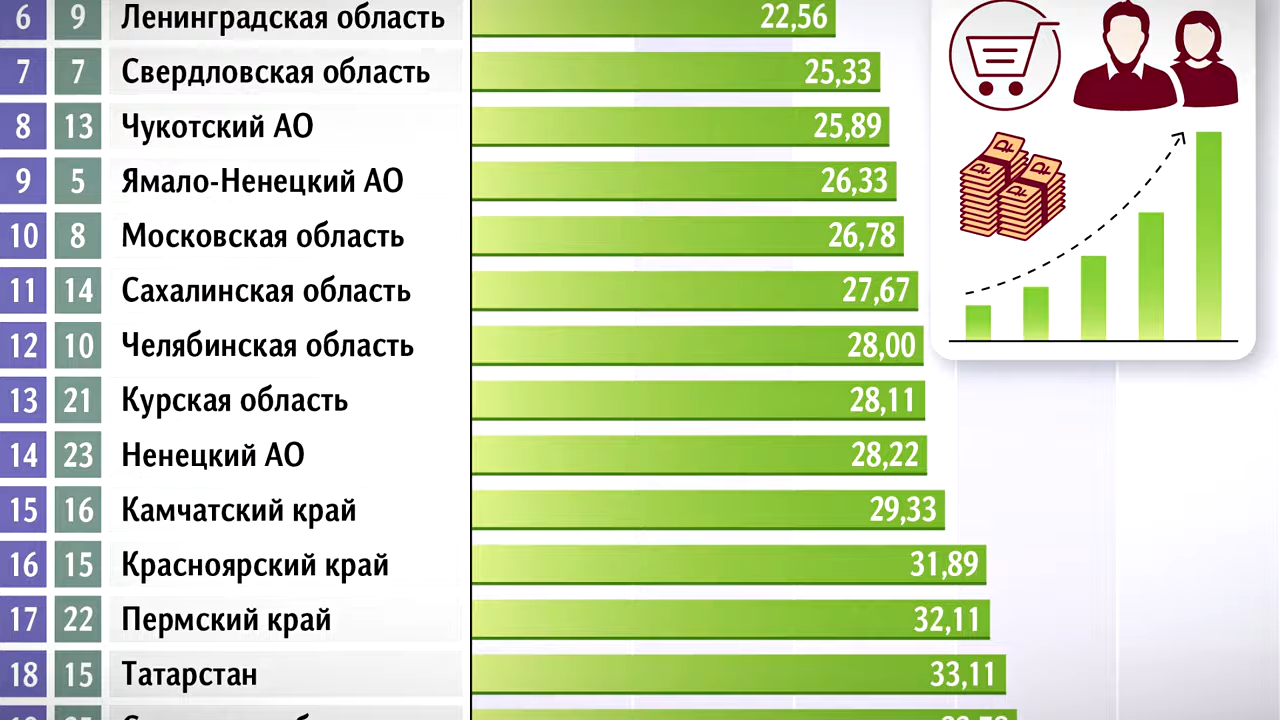 6 9 Ленинградская область 22,56
7 7 Свердловская область 25,33
8 13 Чукотский АО 25,89
9 5 Ямало-Ненецкий АО 26,33
10 8 Московская область 26,78
11 14 Сахалинская область 27,67
12 10 Челябинская область 28,00
13 21 Курская область 28,11
14 23 Ненецкий АО 28,22
15 16 Камчатский край 29,33
16 15 Красноярский край 31,89
17 22 Пермский край 32,11
18 15 Татарстан 33,11